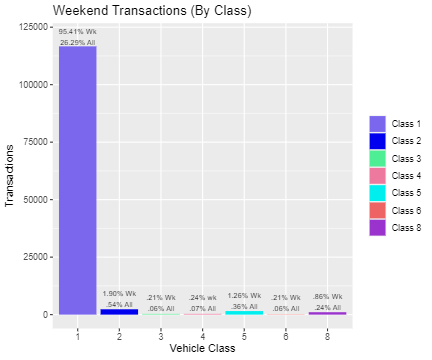 Weekend Transactions (By Class)
125000
100000
75000
50000
25000
0
Transactions
95.41% Wk
26.29% All
1.90% Wk
.54% All
.21% Wk
.06% All
.24% wk
.07% All
1.26% Wk
.36% All
.21% Wk
.06% All
.86% Wk
.24% All
1 2 3 4 5 6 8
Vehicle Class
Class 1
Class 2
Class 3
Class 4
Class 5
Class 6
Class 8